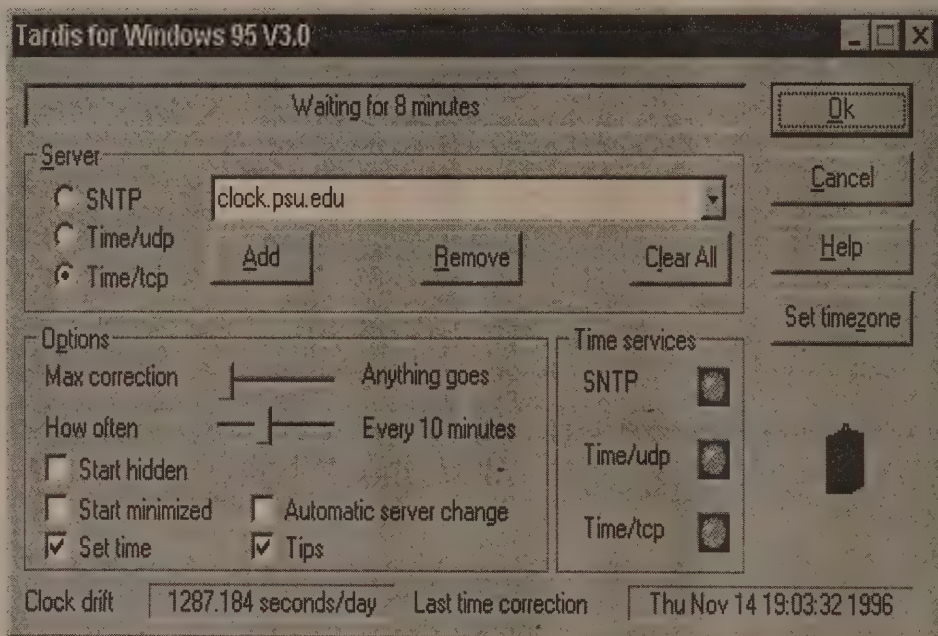 Tardis for Windows 95 V3.0
Waiting for 8 minutes
Ok
Server
SNTP
clock.psu.edu
Cancel
Time/udp
Time/tcp
Add
Remove
Clear All
Help
Set timezone
Options
Max correction
Anything goes
How often
Every 10 minutes
Start hidden
Start minimized
Automatic server change
Set time
Tips
Time services
SNTP
Time/udp
Time/tcp
Clock drift
1287.184 seconds/day
Last time correction
Thu Nov 14 19:03:32 1996